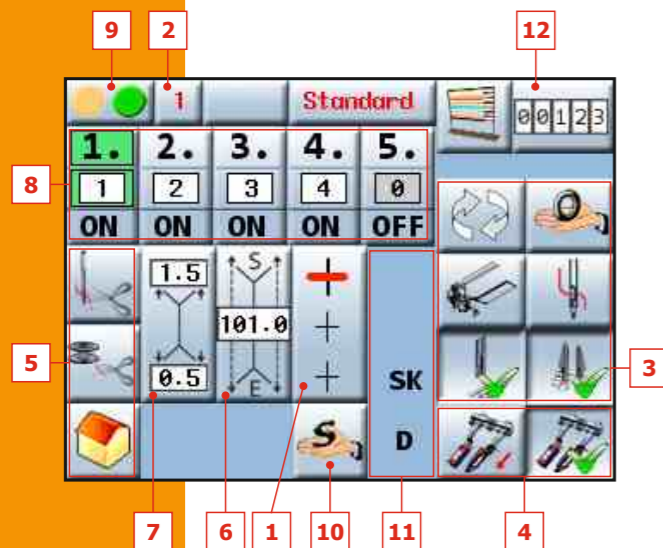 9 2 12
1 Standard
00123
1. 2. 3. 4. 5.
8
1 2 3 4 0
ON ON ON ON OFF
1.5 S
101.0
5 0.5 E SK 3
S D
7 6 1 10 11 4